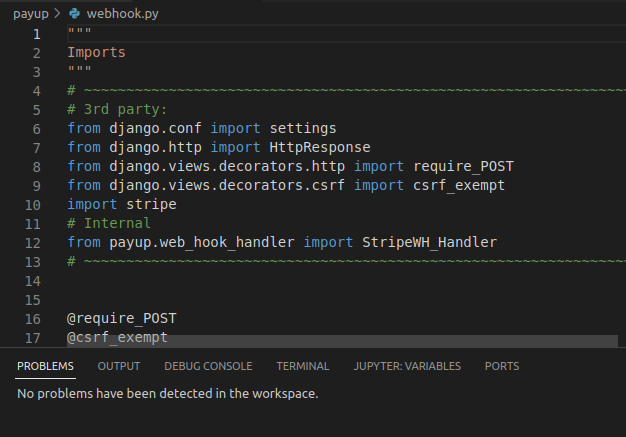 payup > webhook.py
1 """
2 Imports
3 """
4 # ~~~~~~~~~~~~~~~~~~~~~~~~~~~~~~~~~~~~~~~~~~~~~~~~~~~~~~~~~~~~~~~~~~
5 # 3rd party:
6 from django.conf import settings
7 from django.http import HttpResponse
8 from django.views.decorators.http import require_POST
9 from django.views.decorators.csrf import csrf_exempt
10 import stripe
11 # Internal
12 from payup.web_hook_handler import StripeWH_Handler
13 # ~~~~~~~~~~~~~~~~~~~~~~~~~~~~~~~~~~~~~~~~~~~~~~~~~~~~~~~~~~~~~~~~~~
14
15
16 @require_POST
17 @csrf_exempt
PROBLEMS OUTPUT DEBUG CONSOLE TERMINAL JUPYTER: VARIABLES PORTS
No problems have been detected in the workspace.